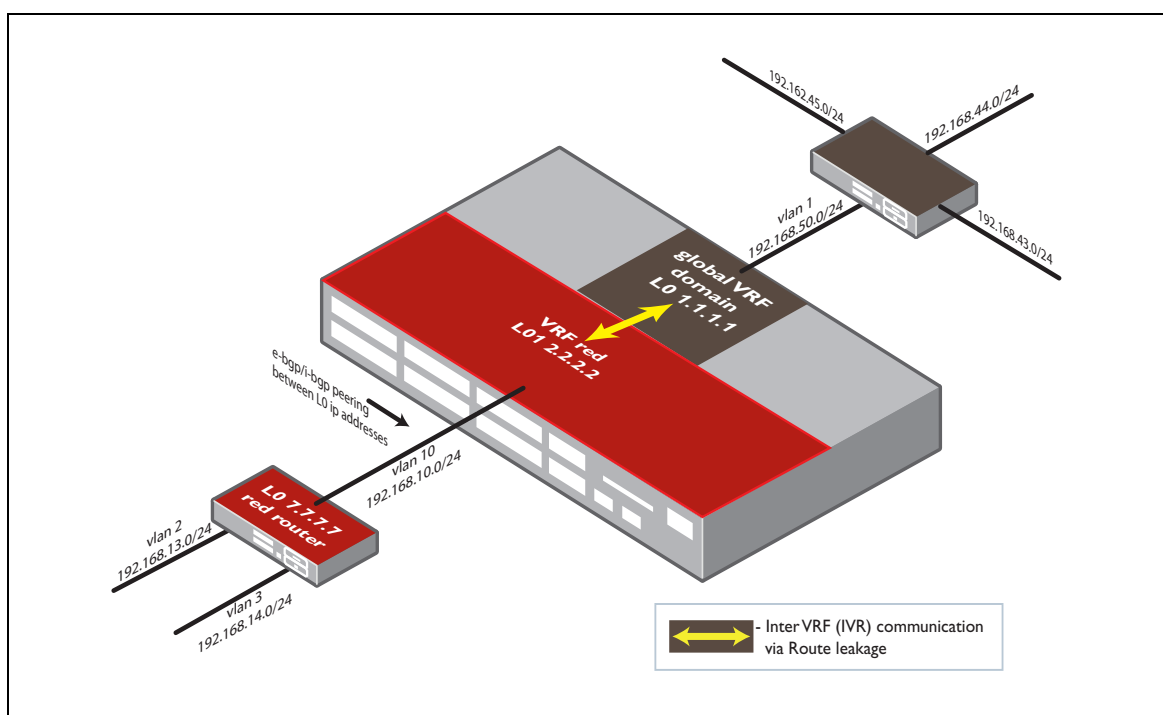 192.162.45.0/24
192.168.44.0/24
vlan 1
192.168.50.0/24
192.168.43.0/24
global VRF
domain
L0 1.1.1.1
VRF red
L01 2.2.2.2
e-bgp/i-bgp peering
between L0 ip addresses
vlan 10
192.168.10.0/24
L0 7.7.7.7
red router
vlan 2
192.168.13.0/24
vlan 3
192.168.14.0/24
- Inter VRF (IVR) communication
via Route leakage